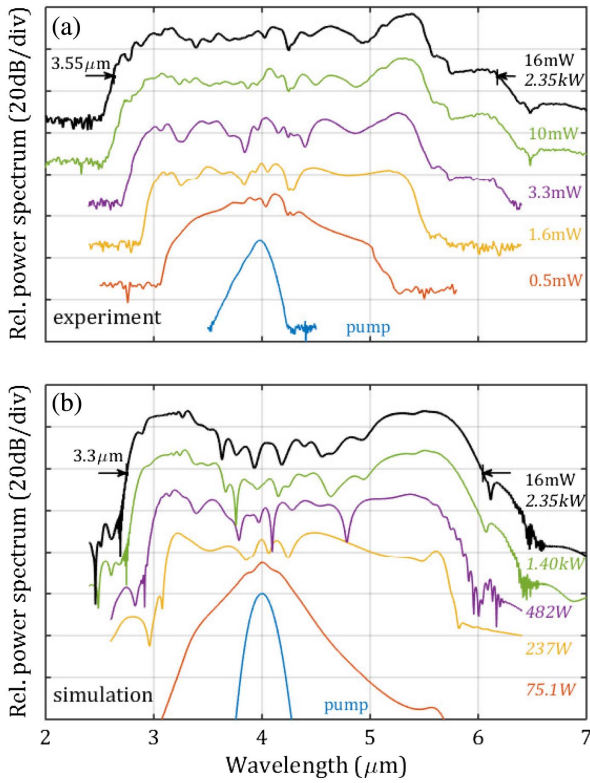 Rel. power spectrum (20dB/div)
(a)
3.55μm
16mW
2.35kW
10mW
3.3mW
1.6mW
0.5mW
pump
experiment
Rel. power spectrum (20dB/div)
(b)
3.3μm
16mW
2.35kW
1.40kW
482W
237W
75.1W
pump
simulation
2 3 4 5 6 7
Wavelength (μm)